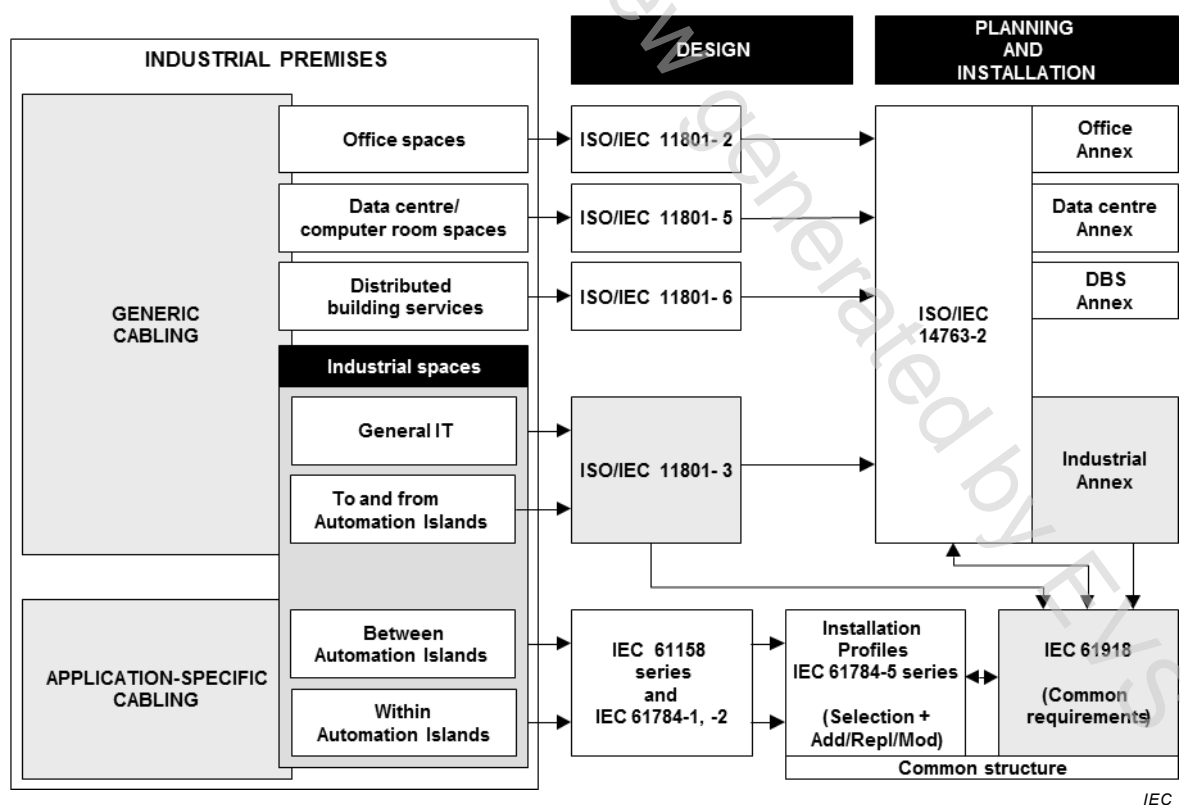 INDUSTRIAL PREMISES
DESIGN
PLANNING
AND
INSTALLATION
GENERIC
CABLING
Office spaces
ISO/IEC 11801- 2
Office
Annex
Data centre/
computer room spaces
ISO/IEC 11801- 5
Data centre
Annex
Distributed
building services
ISO/IEC 11801- 6
DBS
Annex
ISO/IEC
14763-2
Industrial spaces
General IT
To and from
Automation Islands
ISO/IEC 11801- 3
Industrial
Annex
APPLICATION-SPECIFIC
CABLING
Between
Automation Islands
Within
Automation Islands
IEC 61158
series
and
IEC 61784-1, -2
Installation
Profiles
IEC 61784-5 series
(Selection +
Add/Repl/Mod)
IEC 61918
(Common
requirements)
Common structure
IEC
ew generated by EVS